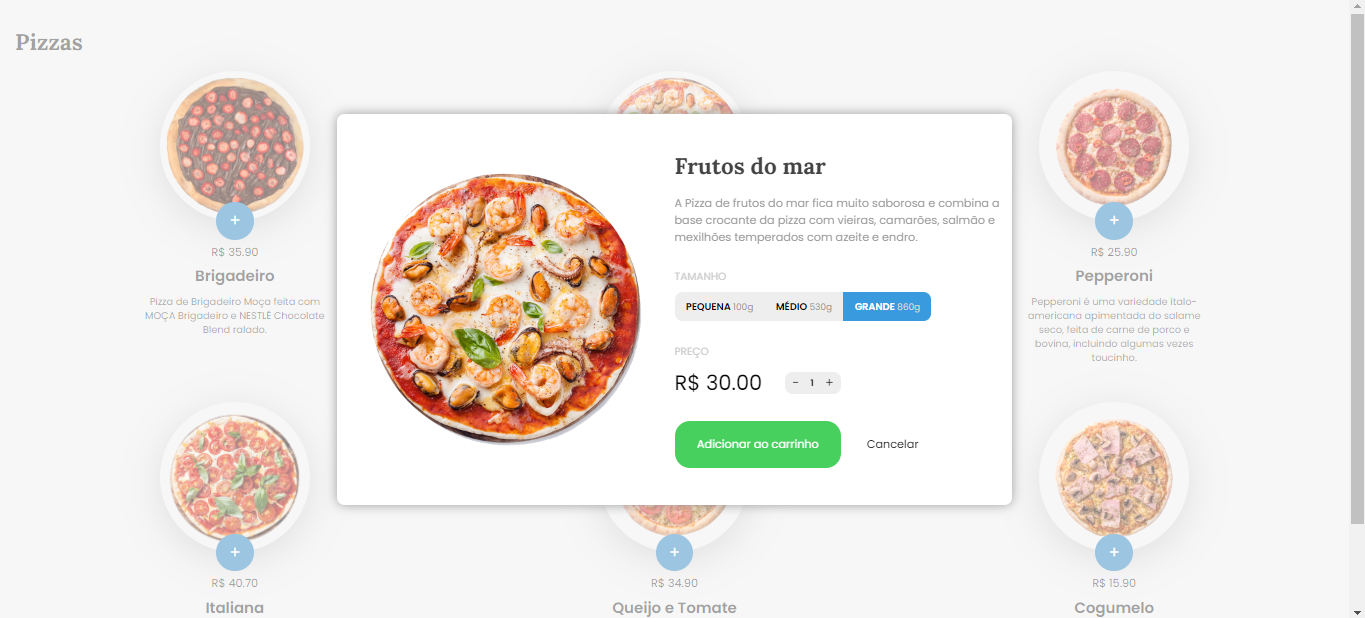 Pizzas
Frutos do mar
A Pizza de frutos do mar fica muito saborosa e combina a
base crocante da pizza com vieiras, camarões, salmão e
mexilhões temperados com azeite e endro.
TAMANHO
PEQUENA 100g MÉDIO 530g GRANDE 860g
PREÇO
R$ 30.00 - 1 +
Adicionar ao carrinho Cancelar
+
R$ 35.90
Brigadeiro
Pizza de Brigadeiro Moça feita com
MOÇA Brigadeiro e NESTLÉ Chocolate
Blend ralado.
+
R$ 25.90
Pepperoni
Pepperoni é uma variedade ítalo-
americana apimentada do salame
seco, feita de carne de porco e
bovina, incluindo algumas vezes
toucinho.
+
R$ 40.70
Italiana
+
R$ 34.90
Queijo e Tomate
+
R$ 15.90
Cogumelo